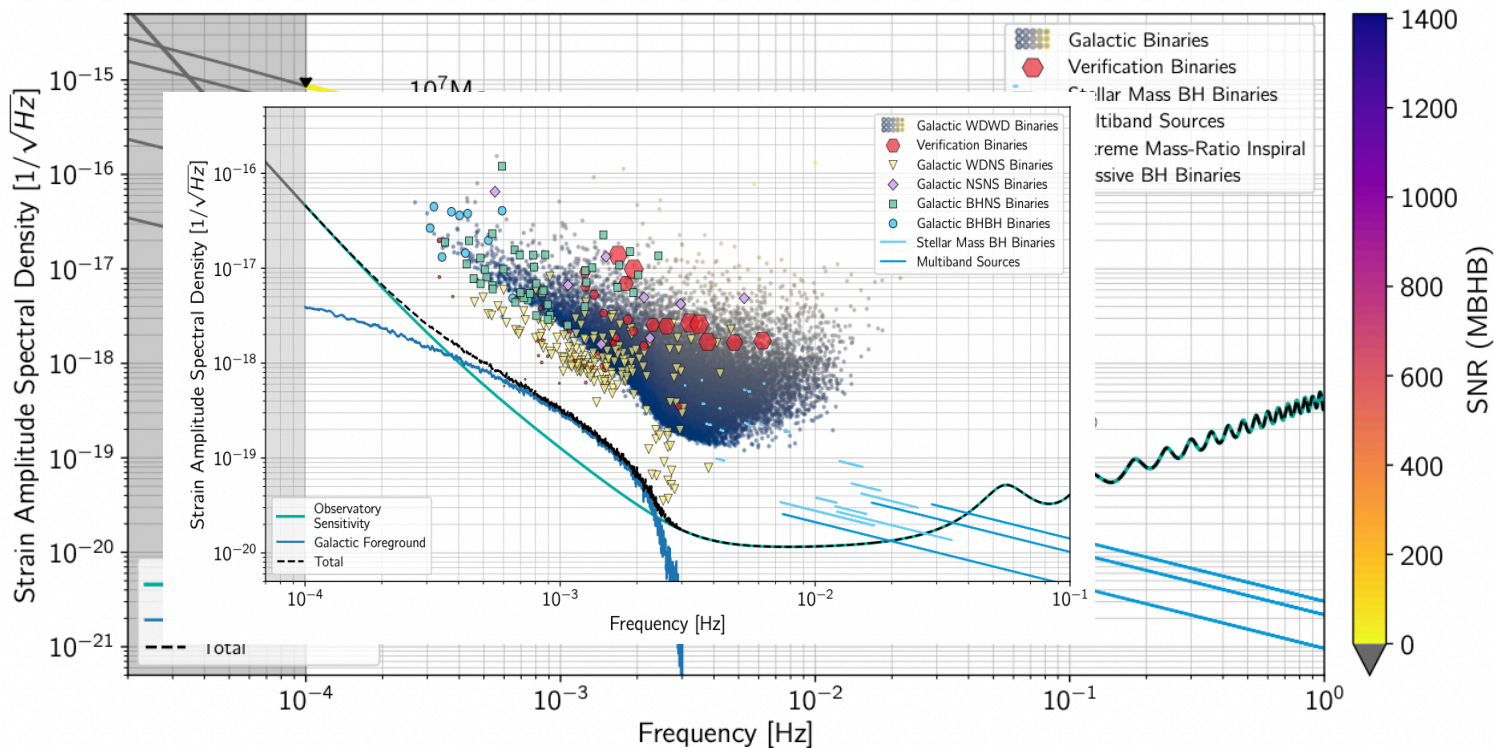 Strain Amplitude Spectral Density [1/√Hz]
10⁻¹⁵
10⁻¹⁶
10⁻¹⁷
10⁻¹⁸
10⁻¹⁹
10⁻²⁰
10⁻²¹
10⁷M
Galactic Binaries
Verification Binaries
Stellar Mass BH Binaries
ltiband Sources
treme Mass-Ratio Inspiral
ssive BH Binaries
Strain Amplitude Spectral Density [1/√Hz]
10⁻¹⁶
10⁻¹⁷
10⁻¹⁸
10⁻¹⁹
10⁻²⁰
Galactic WDWD Binaries
Verification Binaries
Galactic WDNS Binaries
Galactic NSNS Binaries
Galactic BHNS Binaries
Galactic BHBH Binaries
Stellar Mass BH Binaries
Multiband Sources
Observatory
Sensitivity
Galactic Foreground
Total
10⁻⁴ 10⁻³ 10⁻² 10⁻¹
Frequency [Hz]
Total
10⁻⁴ 10⁻³ 10⁻² 10⁻¹ 10⁰
Frequency [Hz]
1400
1200
1000
800
600
400
200
0
SNR (MBHB)